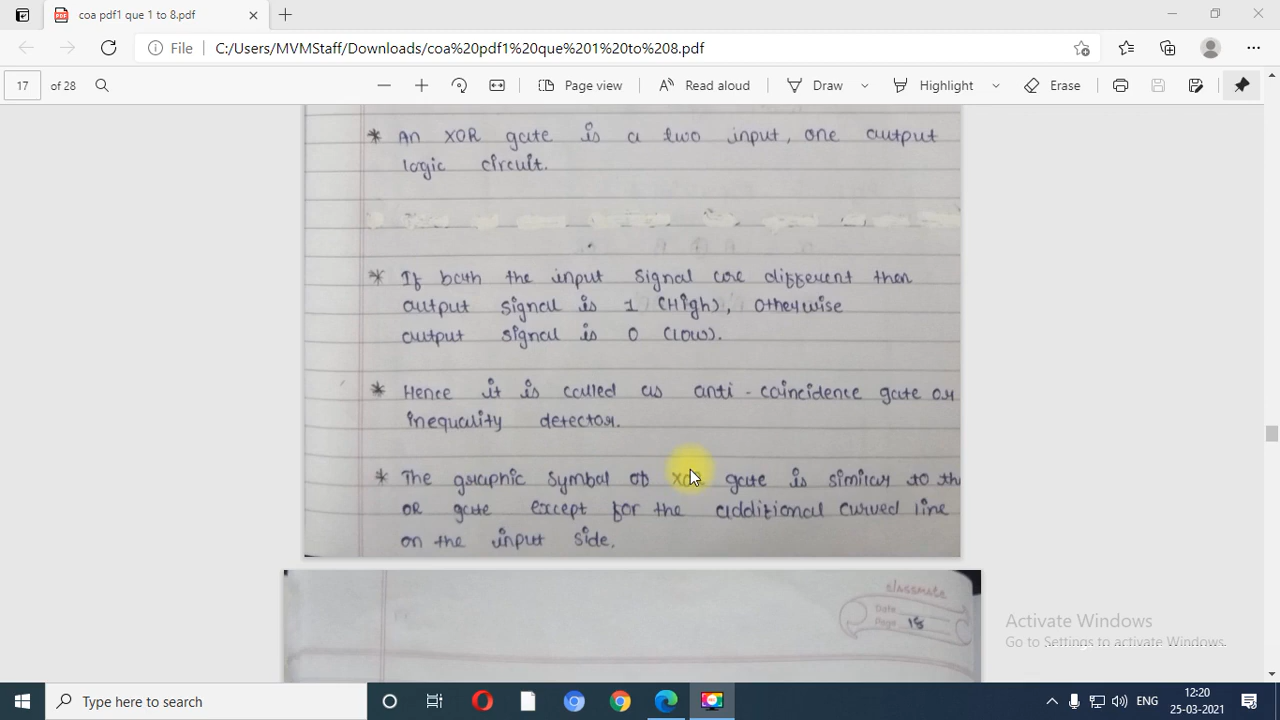 coa pdf1 que 1 to 8.pdf
File C:/Users/MVMStaff/Downloads/coa%20pdf1%20que%201%20to%208.pdf
17 of 28 Page view Read aloud Draw Highlight Erase
* An XOR gate is a two input, one output
logic circuit.
* If both the input signal are different then
output signal is 1 (High), otherwise
output signal is 0 (low).
* Hence it is called as anti - coincidence gate or
inequality detector.
* The graphic symbol of XOR gate is similar to th
OR gate except for the additional curved line
on the input side.
classmate
Date
Page 18
Activate Windows
Go to Settings to activate Windows.
Type here to search
ENG
12:20
25-03-2021